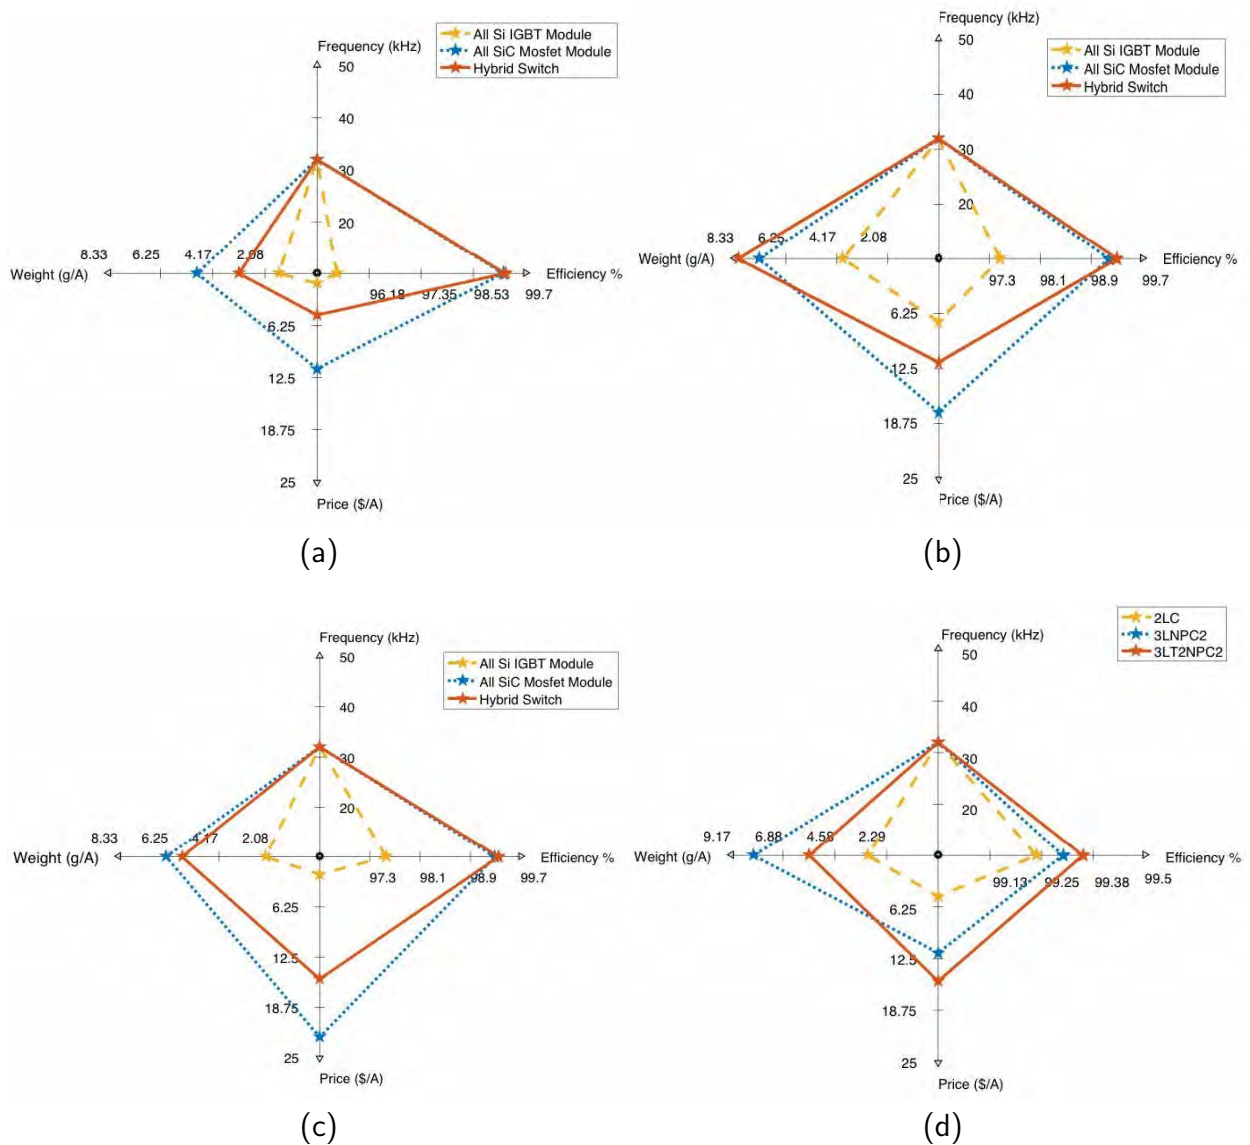 Frequency (kHz)
All Si IGBT Module
All SiC Mosfet Module
Hybrid Switch
50
40
30
20
8.33 6.25 4.17 2.08
Weight (g/A)
Efficiency %
96.18 97.35 98.53 99.7
6.25
12.5
18.75
25
Price ($/A)
(a)
Frequency (kHz)
All Si IGBT Module
All SiC Mosfet Module
Hybrid Switch
50
40
30
20
8.33 6.25 4.17 2.08
Weight (g/A)
Efficiency %
97.3 98.1 98.9 99.7
6.25
12.5
18.75
25
Price ($/A)
(b)
Frequency (kHz)
All Si IGBT Module
All SiC Mosfet Module
Hybrid Switch
50
40
30
20
8.33 6.25 4.17 2.08
Weight (g/A)
Efficiency %
97.3 98.1 98.9 99.7
6.25
12.5
18.75
25
Price ($/A)
(c)
2LC
3LNPC2
3LT2NPC2
Frequency (kHz)
50
40
30
20
9.17 6.88 4.58 2.29
Weight (g/A)
Efficiency %
99.13 99.25 99.38 99.5
6.25
12.5
18.75
25
Price ($/A)
(d)